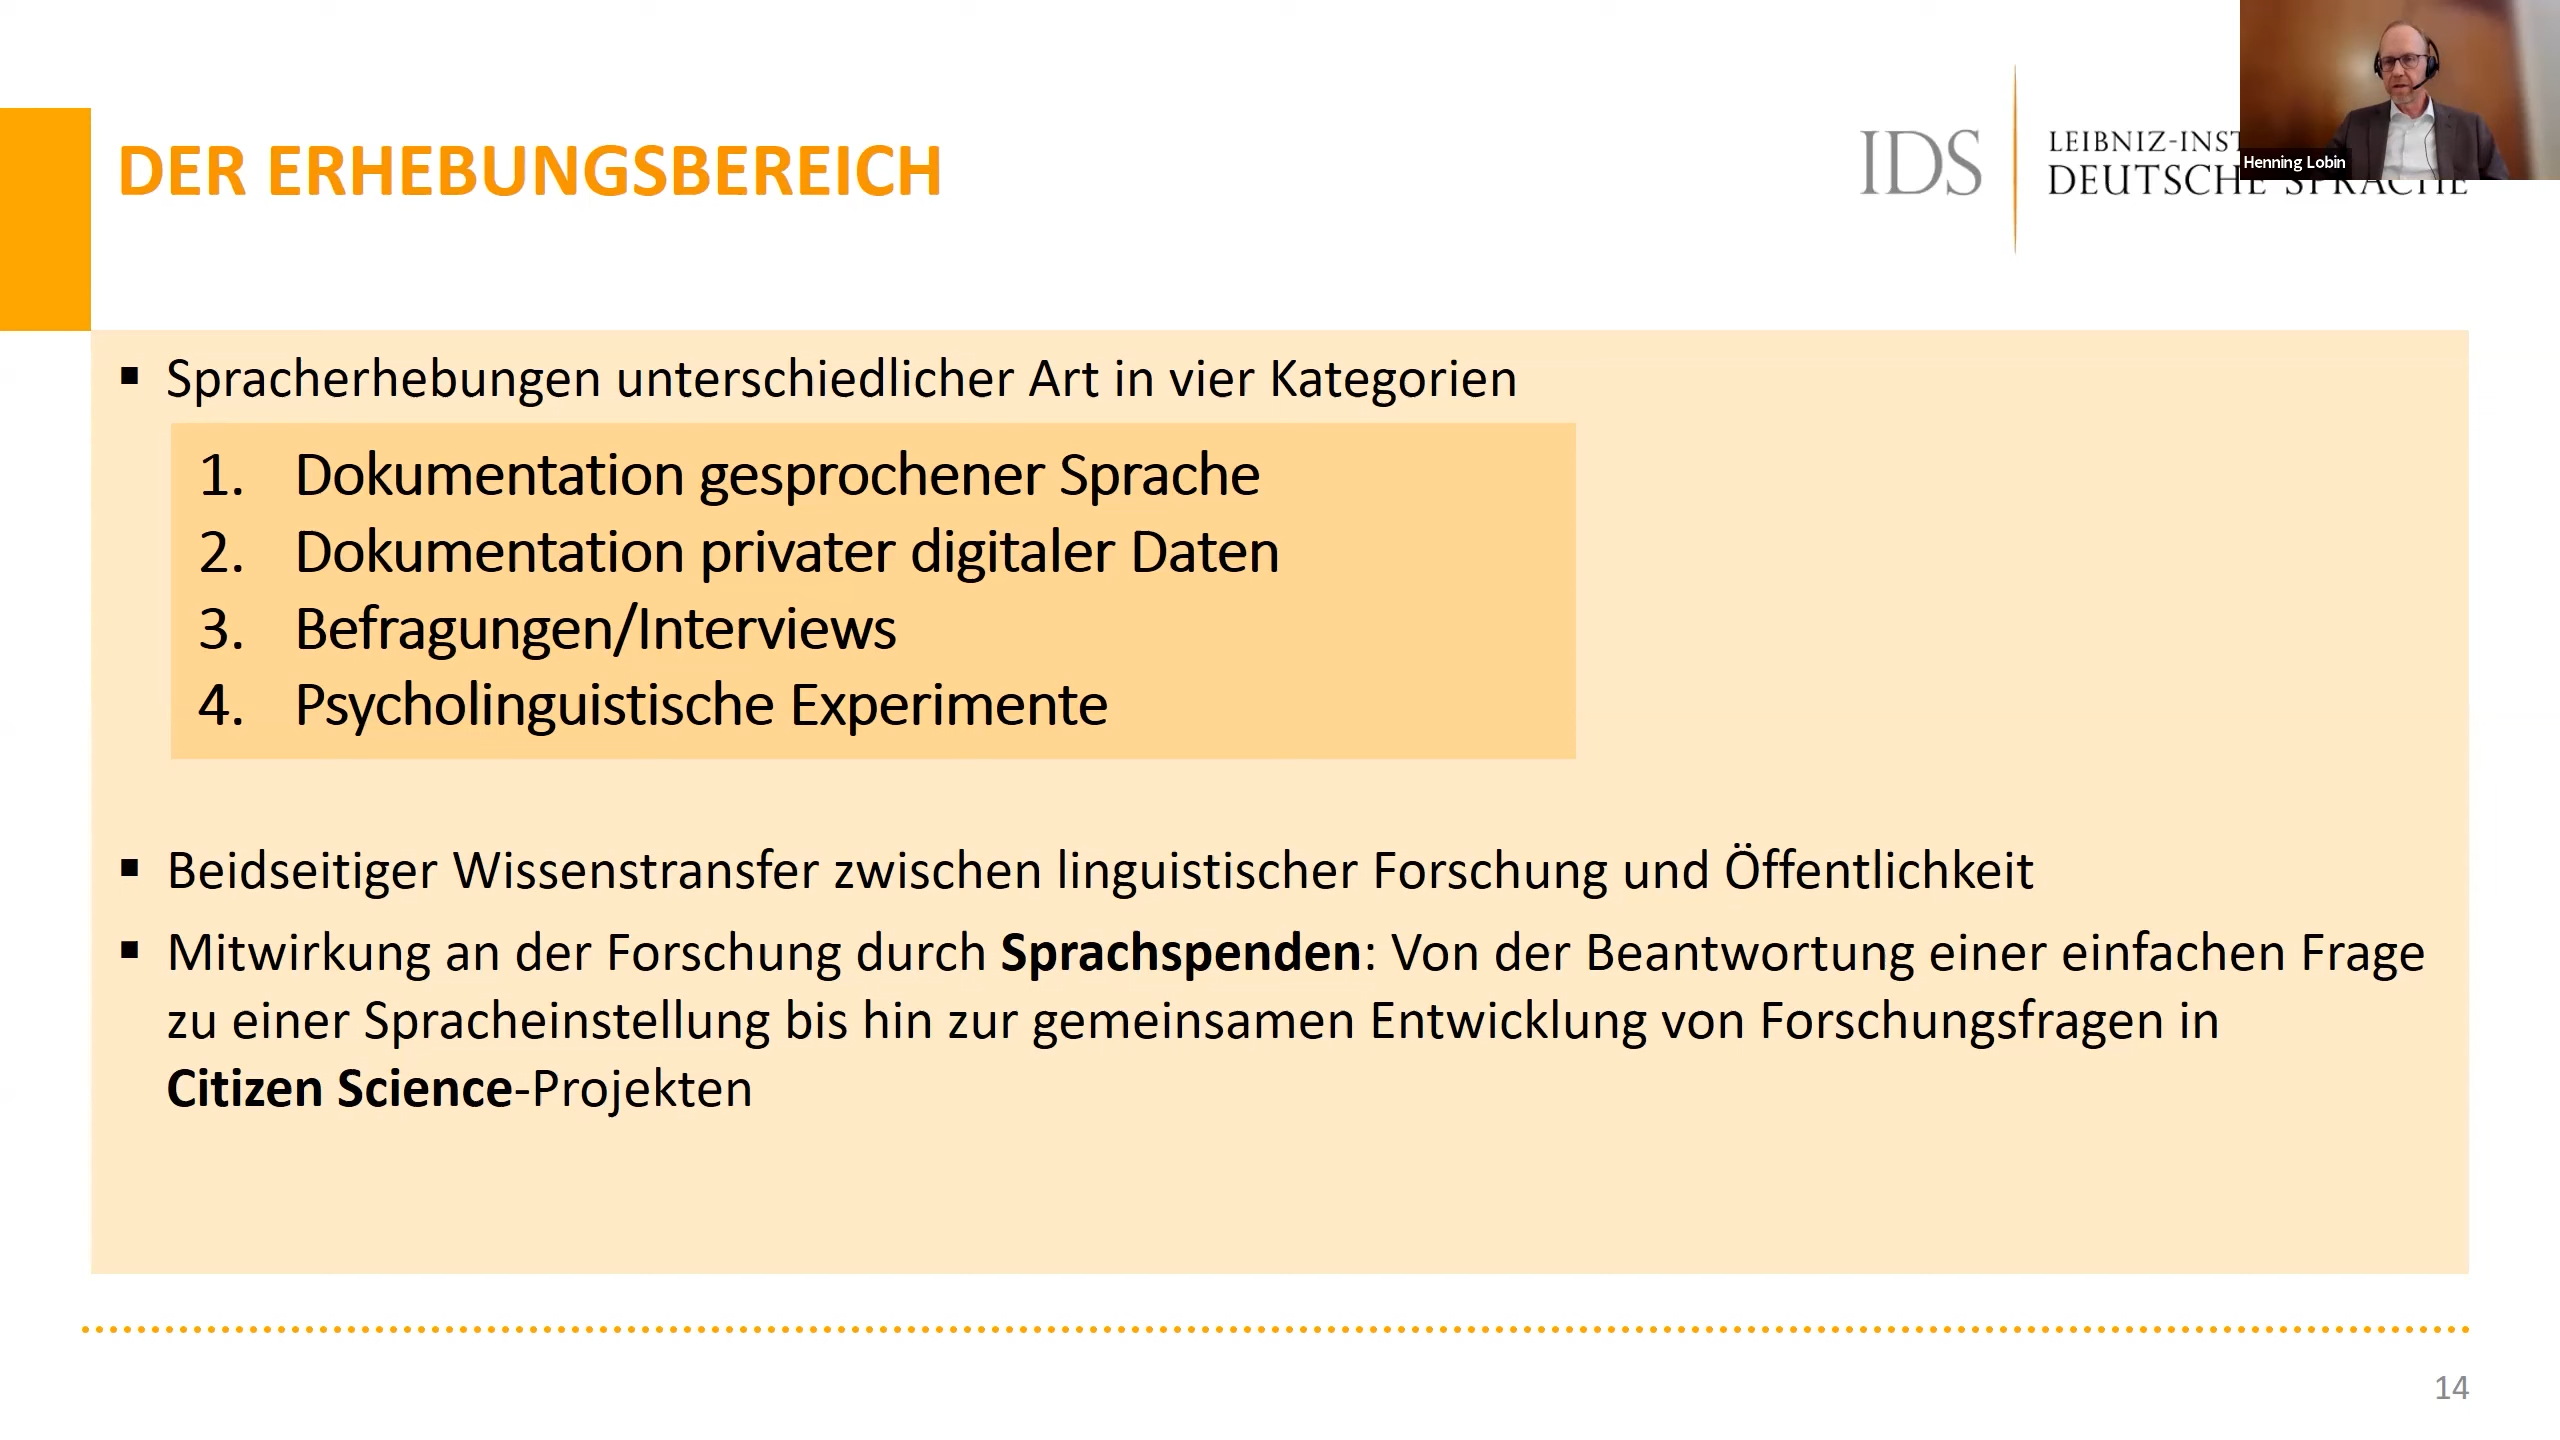 DER ERHEBUNGSBEREICH
IDS
LEIBNIZ-INST
DEUTSCHE SPRACHE
Henning Lobin
▪ Spracherhebungen unterschiedlicher Art in vier Kategorien
1. Dokumentation gesprochener Sprache
2. Dokumentation privater digitaler Daten
3. Befragungen/Interviews
4. Psycholinguistische Experimente
▪ Beidseitiger Wissenstransfer zwischen linguistischer Forschung und Öffentlichkeit
▪ Mitwirkung an der Forschung durch Sprachspenden: Von der Beantwortung einer einfachen Frage
zu einer Spracheinstellung bis hin zur gemeinsamen Entwicklung von Forschungsfragen in
Citizen Science-Projekten
14